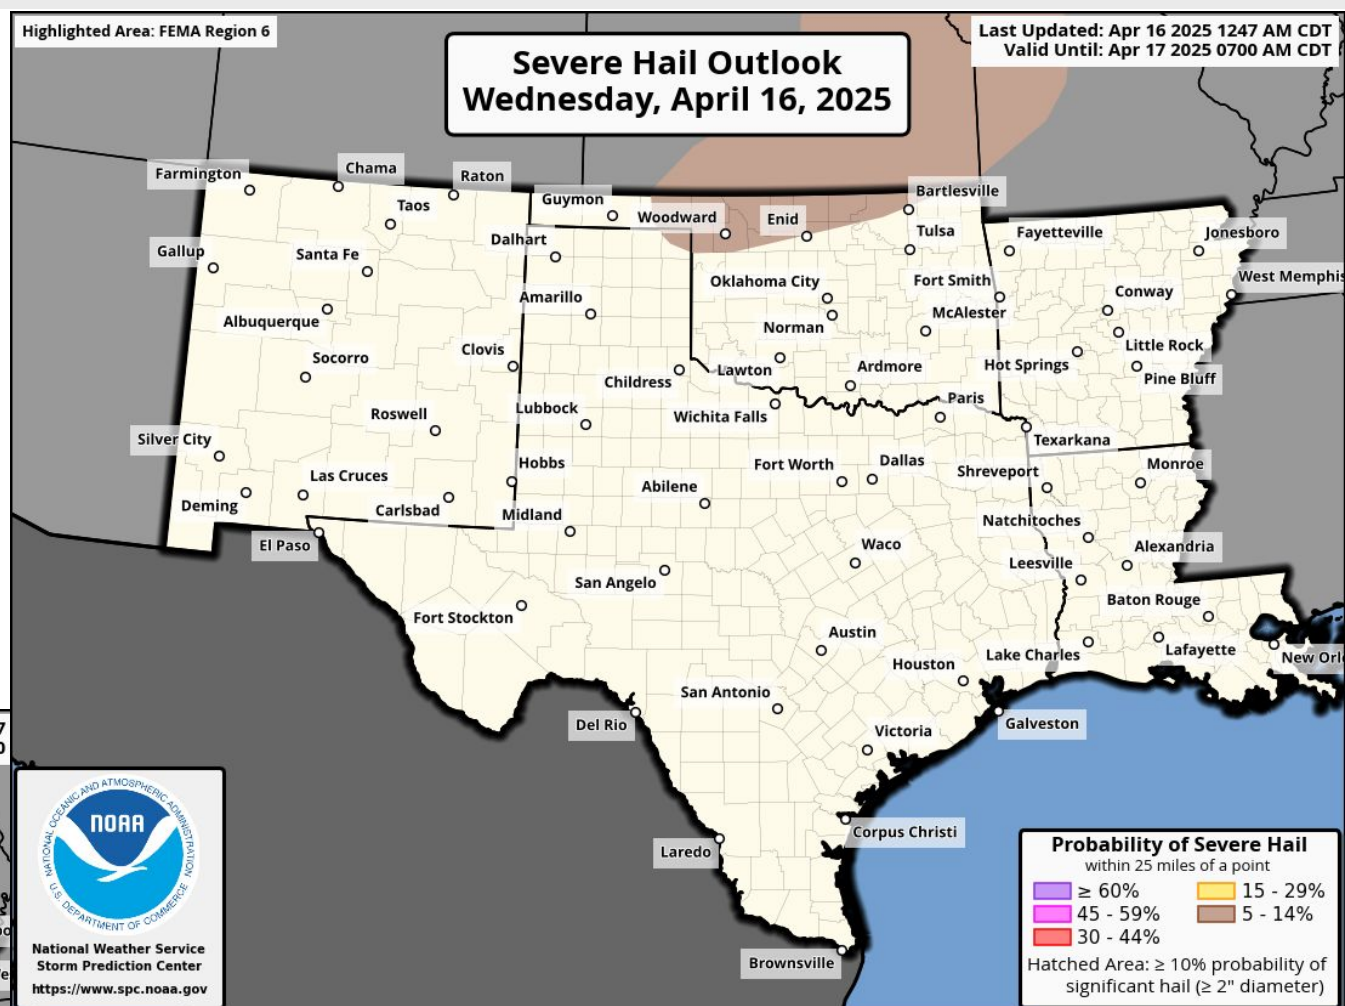 Highlighted Area: FEMA Region 6
Severe Hail Outlook
Wednesday, April 16, 2025
Last Updated: Apr 16 2025 1247 AM CDT
Valid Until: Apr 17 2025 0700 AM CDT
Farmington
Chama
Raton
Taos
Guymon
Woodward
Enid
Bartlesville
Tulsa
Fayetteville
Jonesboro
Gallup
Santa Fe
Dalhart
Albuquerque
Amarillo
Oklahoma City
Norman
Fort Smith
McAlester
Conway
West Memphis
Little Rock
Hot Springs
Pine Bluff
Socorro
Clovis
Childress
Lawton
Ardmore
Roswell
Lubbock
Wichita Falls
Paris
Texarkana
Silver City
Las Cruces
Hobbs
Abilene
Fort Worth
Dallas
Shreveport
Monroe
Deming
Carlsbad
Midland
Natchitoches
El Paso
San Angelo
Waco
Leesville
Alexandria
Fort Stockton
Austin
Baton Rouge
Houston
Lake Charles
Lafayette
New Orl
San Antonio
Del Rio
Victoria
Galveston
Corpus Christi
Laredo
Brownsville
NATIONAL OCEANIC AND ATMOSPHERIC ADMINISTRATION
NOAA
U.S. DEPARTMENT OF COMMERCE
National Weather Service
Storm Prediction Center
https://www.spc.noaa.gov
Probability of Severe Hail
within 25 miles of a point
≥ 60%
15 - 29%
45 - 59%
5 - 14%
30 - 44%
Hatched Area: ≥ 10% probability of
significant hail (≥ 2" diameter)